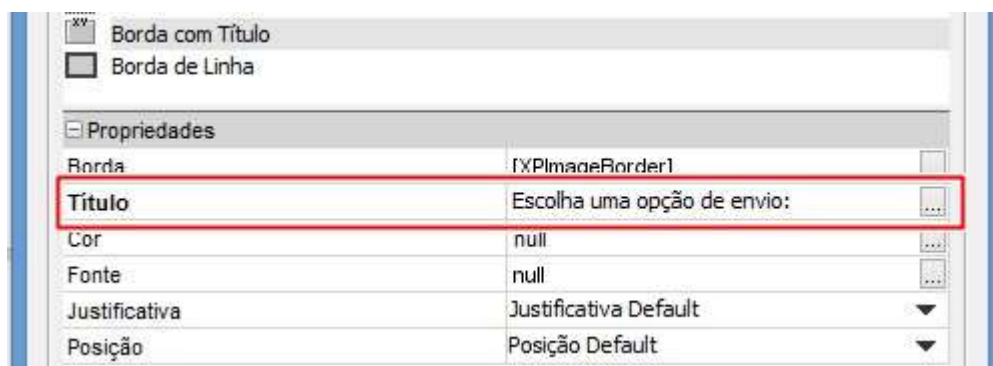 XY Borda com Título
Borda de Linha
Propriedades
Borda [XPImageBorder] ...
Título Escolha uma opção de envio: ...
Cor null ...
Fonte null ...
Justificativa Justificativa Default
Posição Posição Default